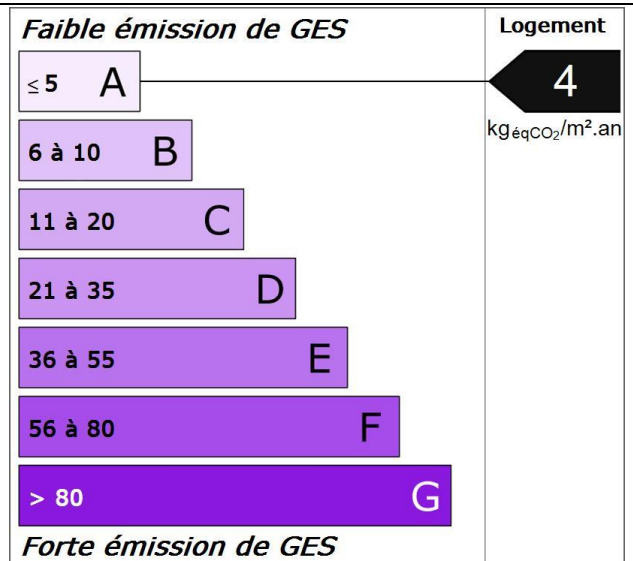 Faible émission de GES
Logement
≤ 5 A
4
kgéqCO₂/m².an
6 à 10 B
11 à 20 C
21 à 35 D
36 à 55 E
56 à 80 F
> 80 G
Forte émission de GES